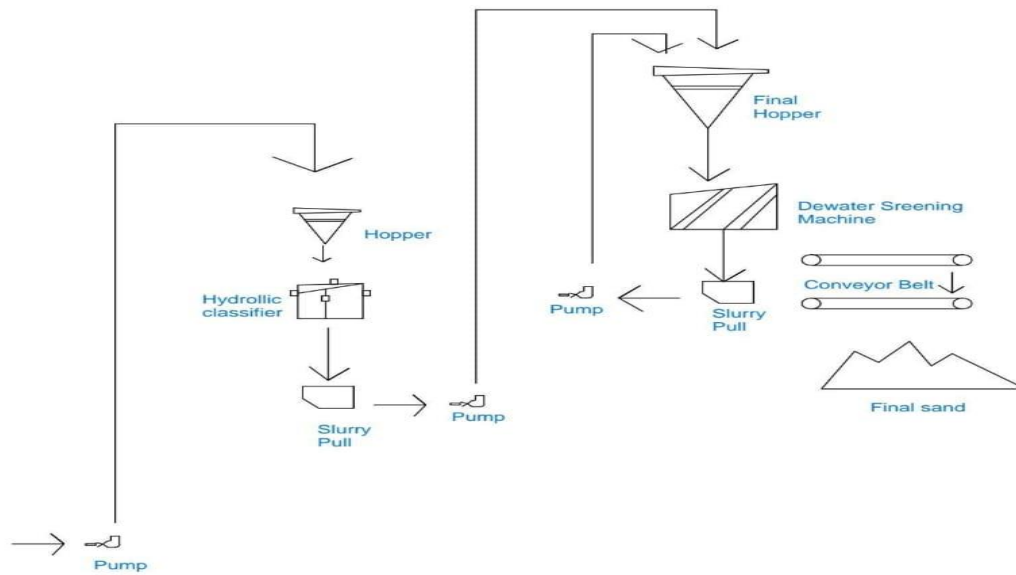 Final
Hopper
Dewater Sreening
Machine
Hopper
Conveyor Belt
Hydrollic
classifier
Pump
Slurry
Pull
Final sand
Slurry
Pull
Pump
Pump